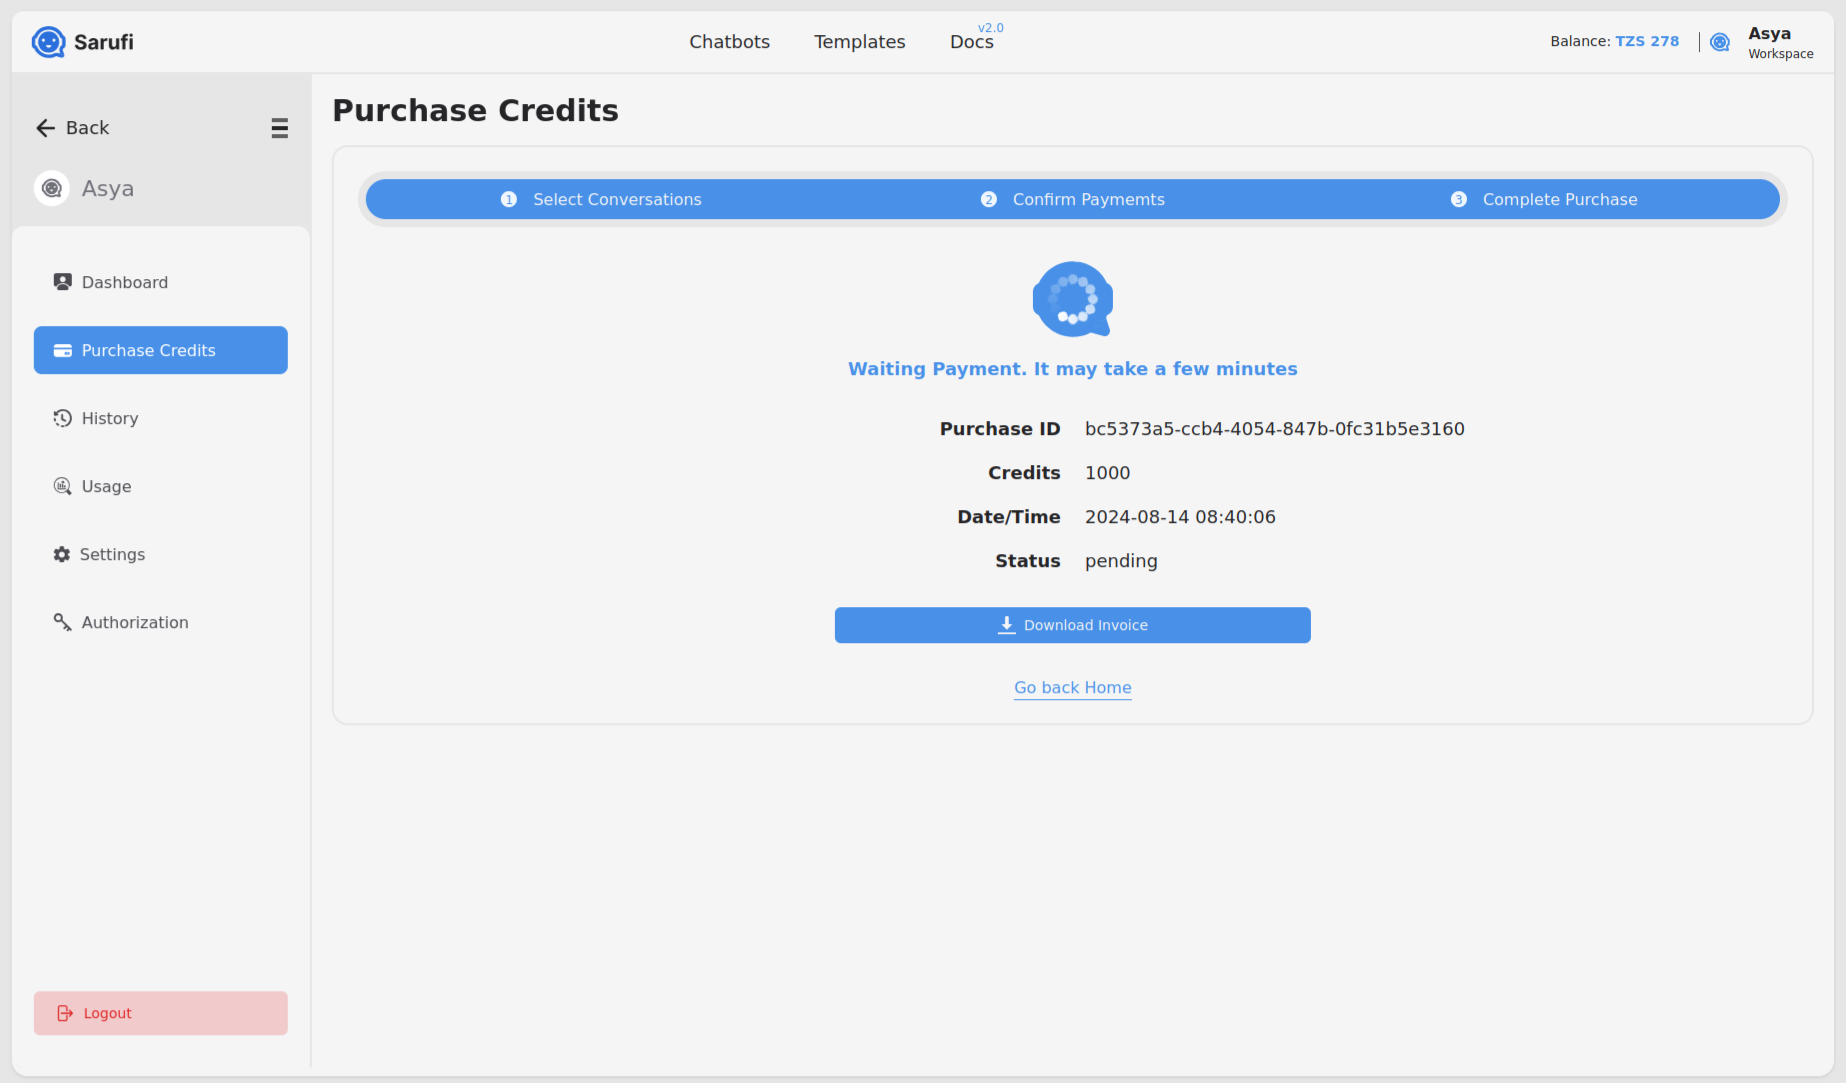 Sarufi
Chatbots
Templates
Docs v2.0
Balance: TZS 278
Asya
Workspace
Back
Asya
Dashboard
Purchase Credits
History
Usage
Settings
Authorization
Logout
Purchase Credits
1 Select Conversations
2 Confirm Paymemts
3 Complete Purchase
Waiting Payment. It may take a few minutes
Purchase ID bc5373a5-ccb4-4054-847b-0fc31b5e3160
Credits 1000
Date/Time 2024-08-14 08:40:06
Status pending
Download Invoice
Go back Home